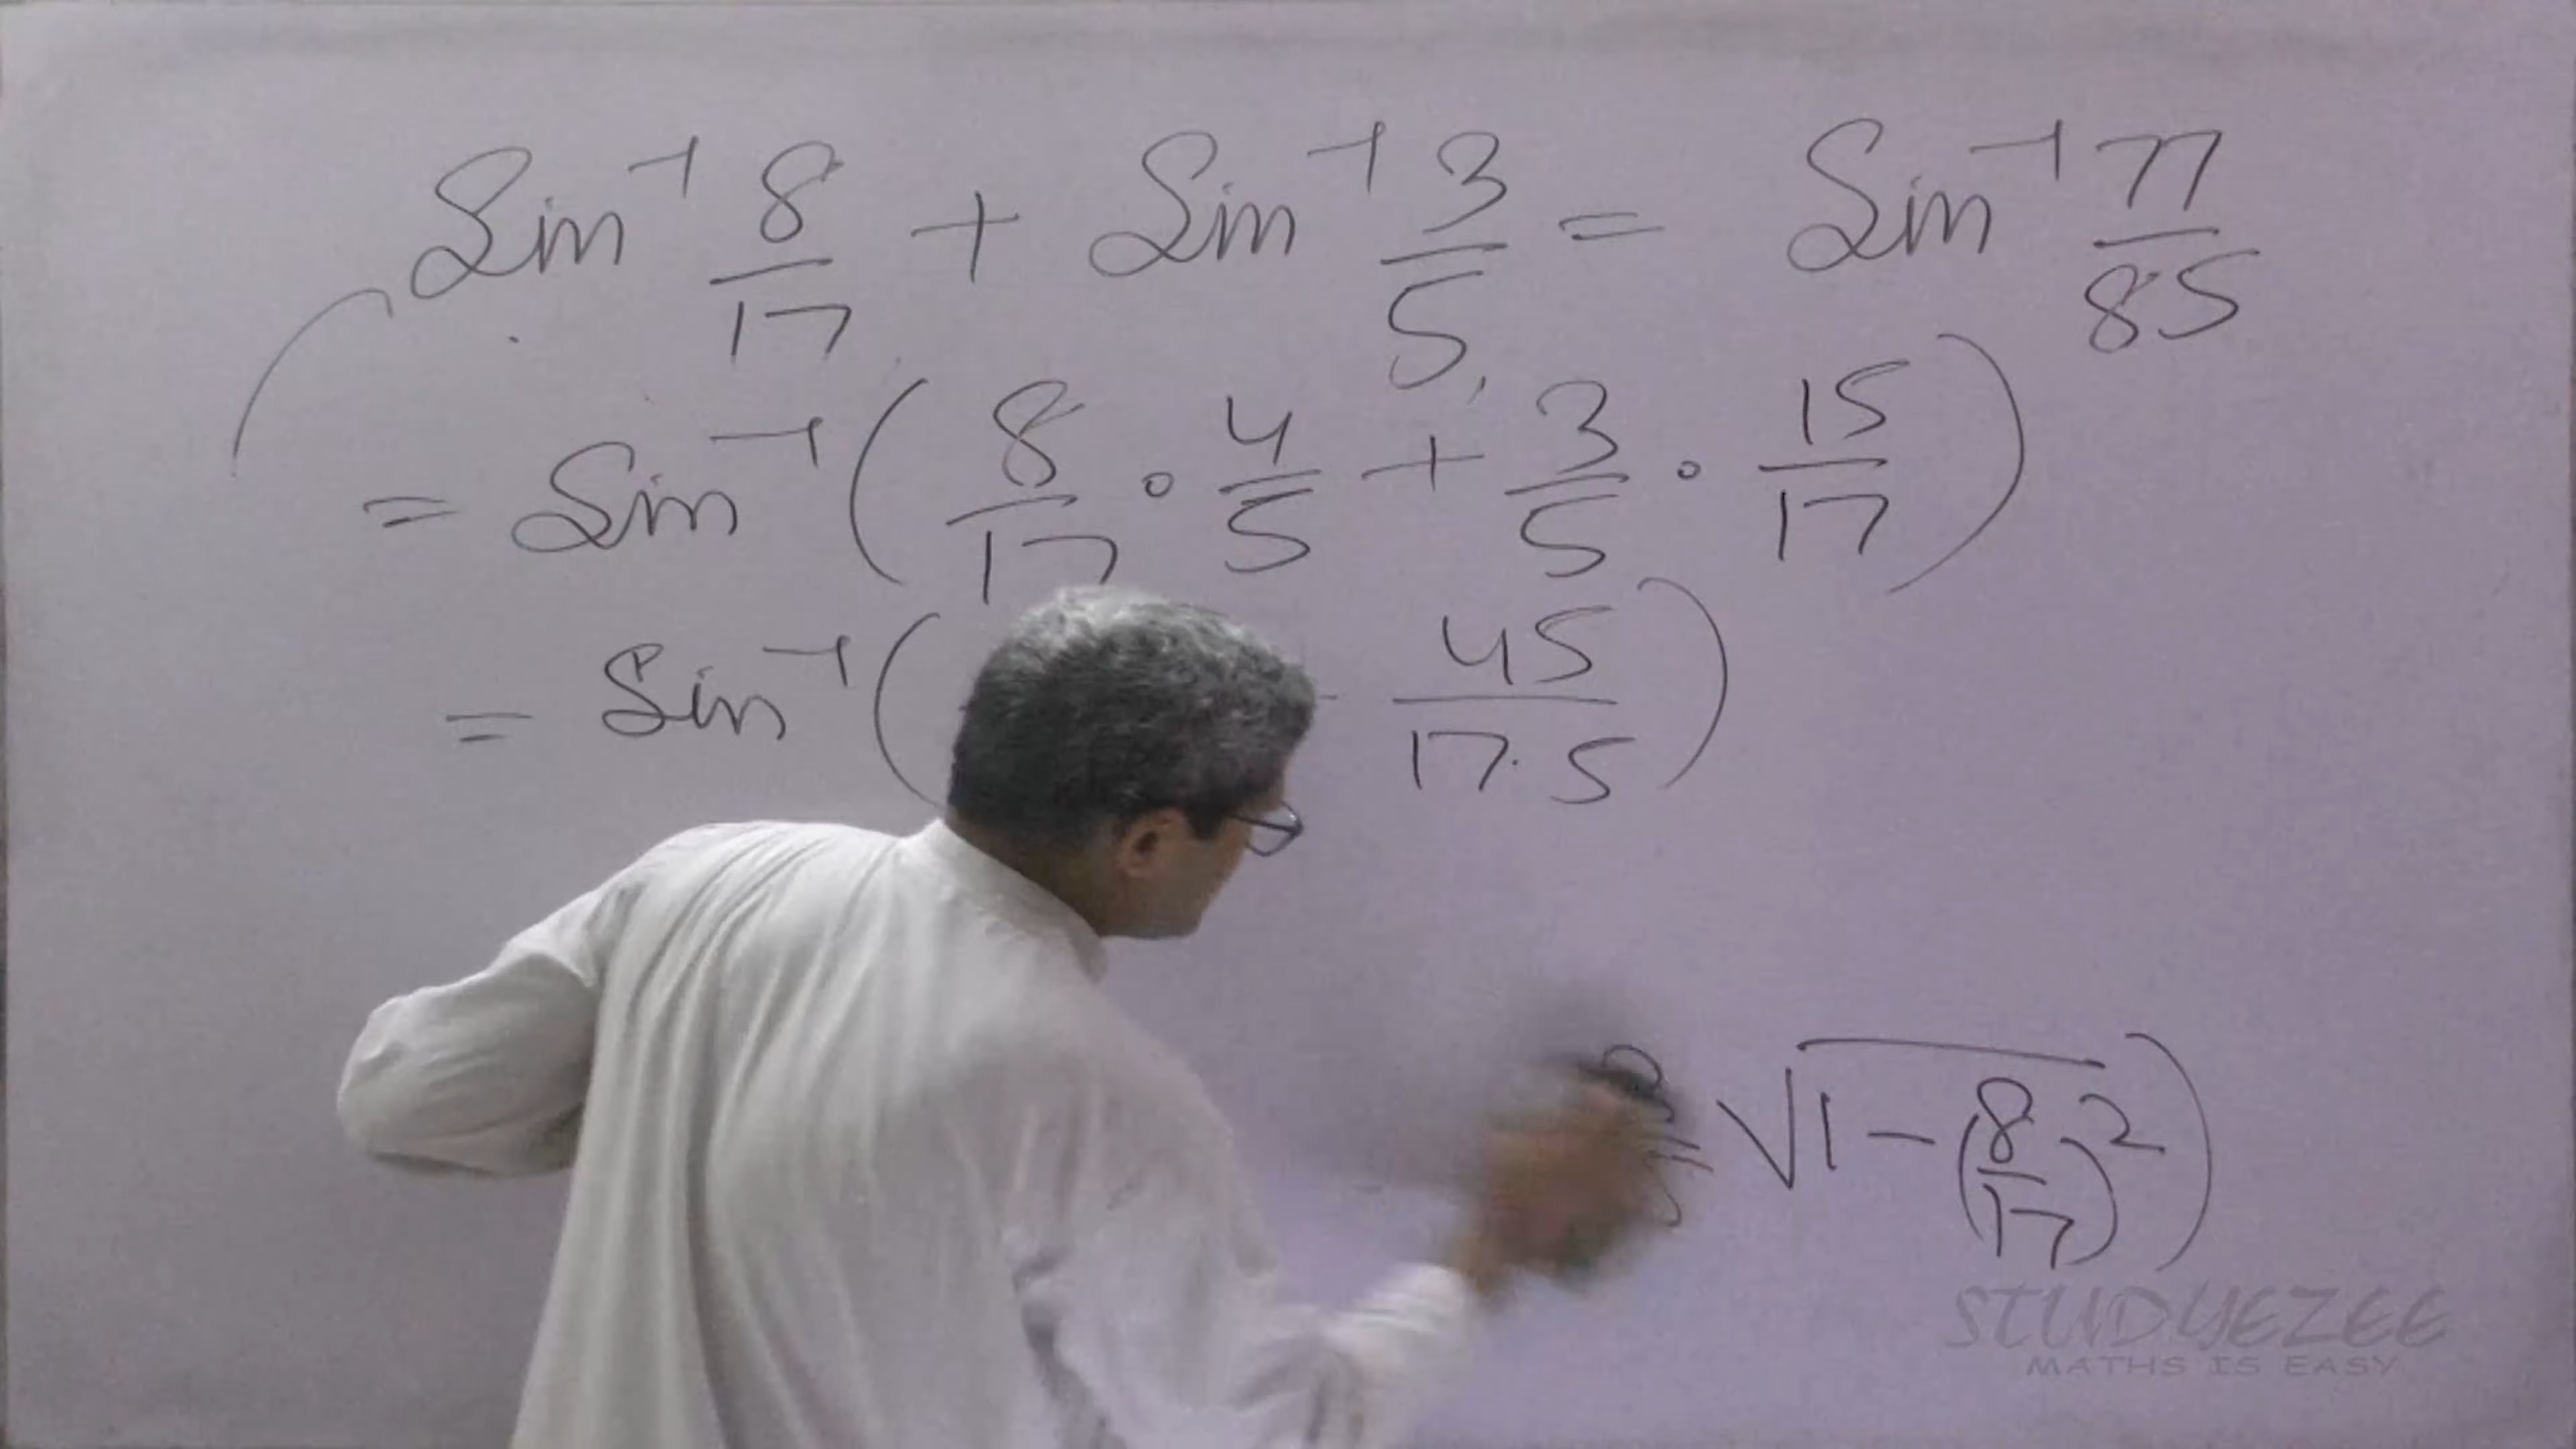 Sin⁻¹ 8/17 + Sin⁻¹ 3/5 = Sin⁻¹ 77/85
= Sin⁻¹ ( 8/17 · 4/5 + 3/5 · 15/17 )
= Sin⁻¹ ( 45/17.5 )
= √1 - (8/17)² )
STUDYEZEE
MATHS IS EASY